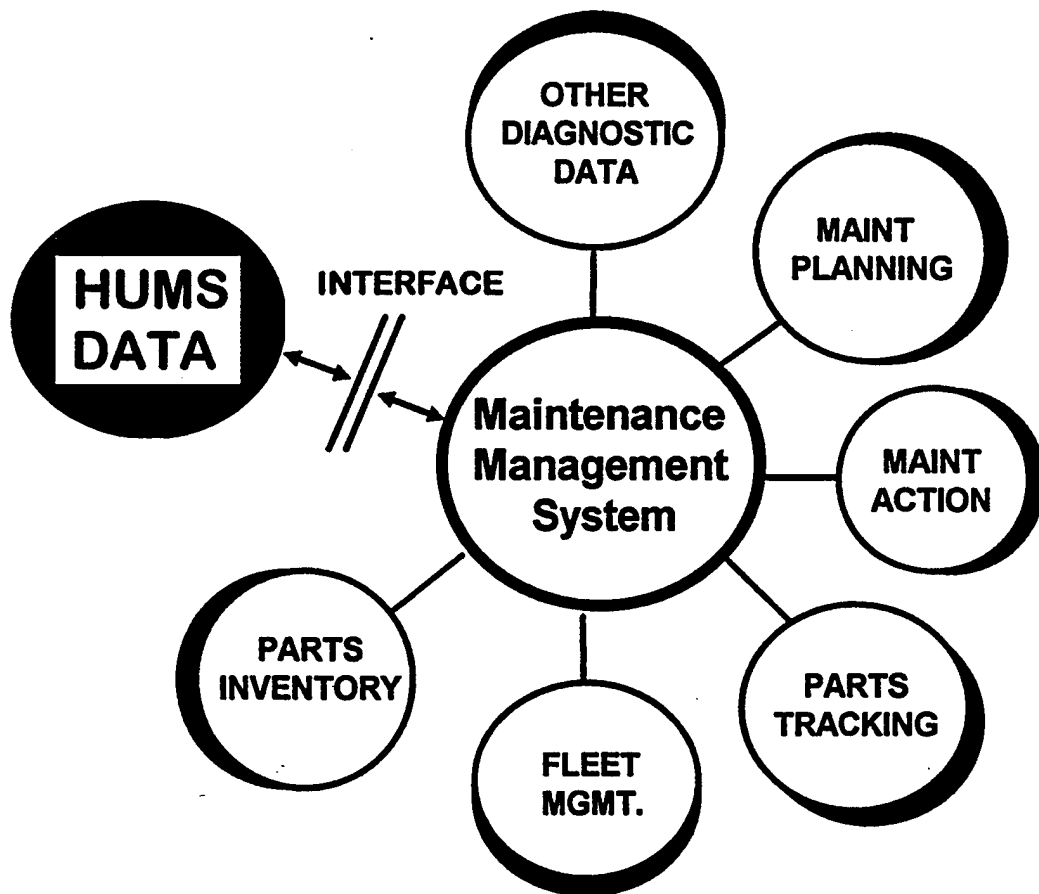 OTHER
DIAGNOSTIC
DATA
MAINT
PLANNING
HUMS
DATA
INTERFACE
Maintenance
Management
System
MAINT
ACTION
PARTS
INVENTORY
PARTS
TRACKING
FLEET
MGMT.